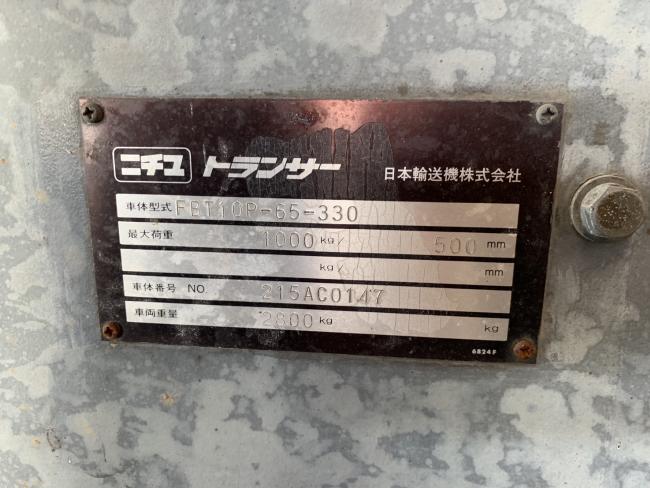 ニチユ トランサー 日本輸送機株式会社
車体型式 FBT10P-65-330
最大荷重 1000 kg/ 500 mm
kg/ mm
車体番号 NO. 215AC0147
車両重量 2800 kg kg
6824F